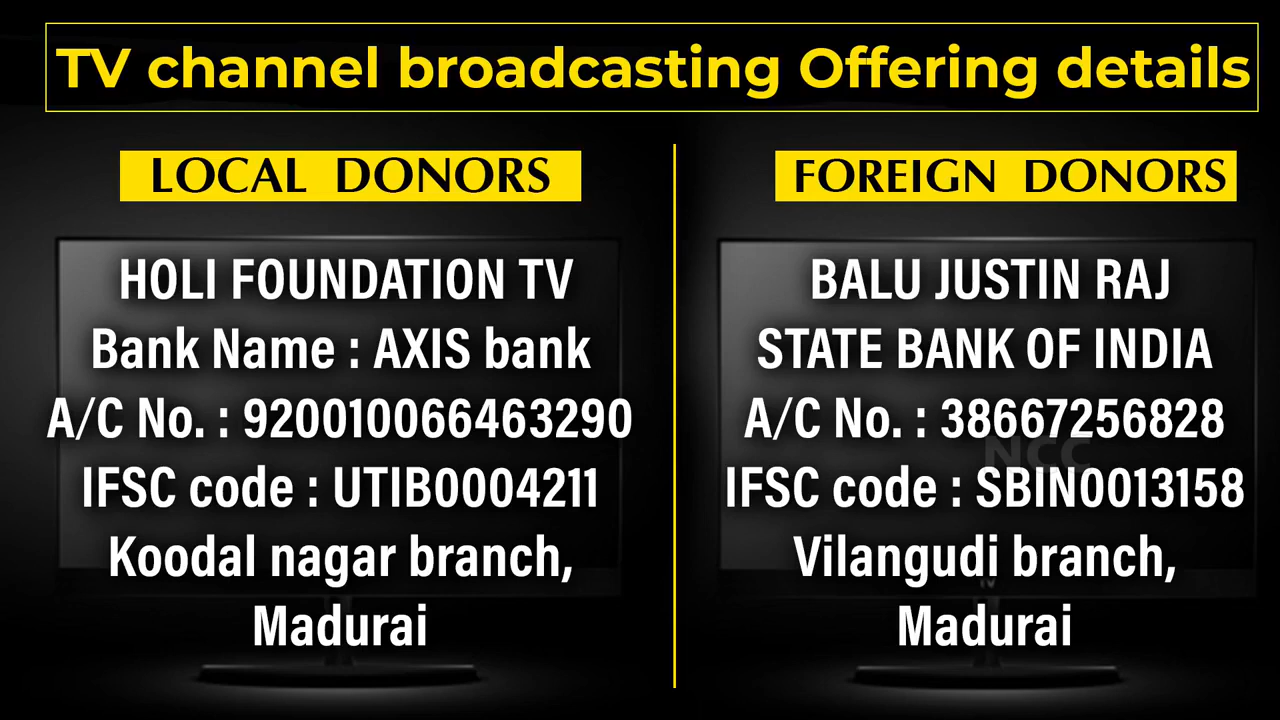 TV channel broadcasting Offering details
LOCAL DONORS
HOLI FOUNDATION TV
Bank Name : AXIS bank
A/C No. : 920010066463290
IFSC code : UTIB0004211
Koodal nagar branch,
Madurai
FOREIGN DONORS
BALU JUSTIN RAJ
STATE BANK OF INDIA
A/C No. : 38667256828
IFSC code : SBIN0013158
Vilangudi branch,
Madurai
NCC